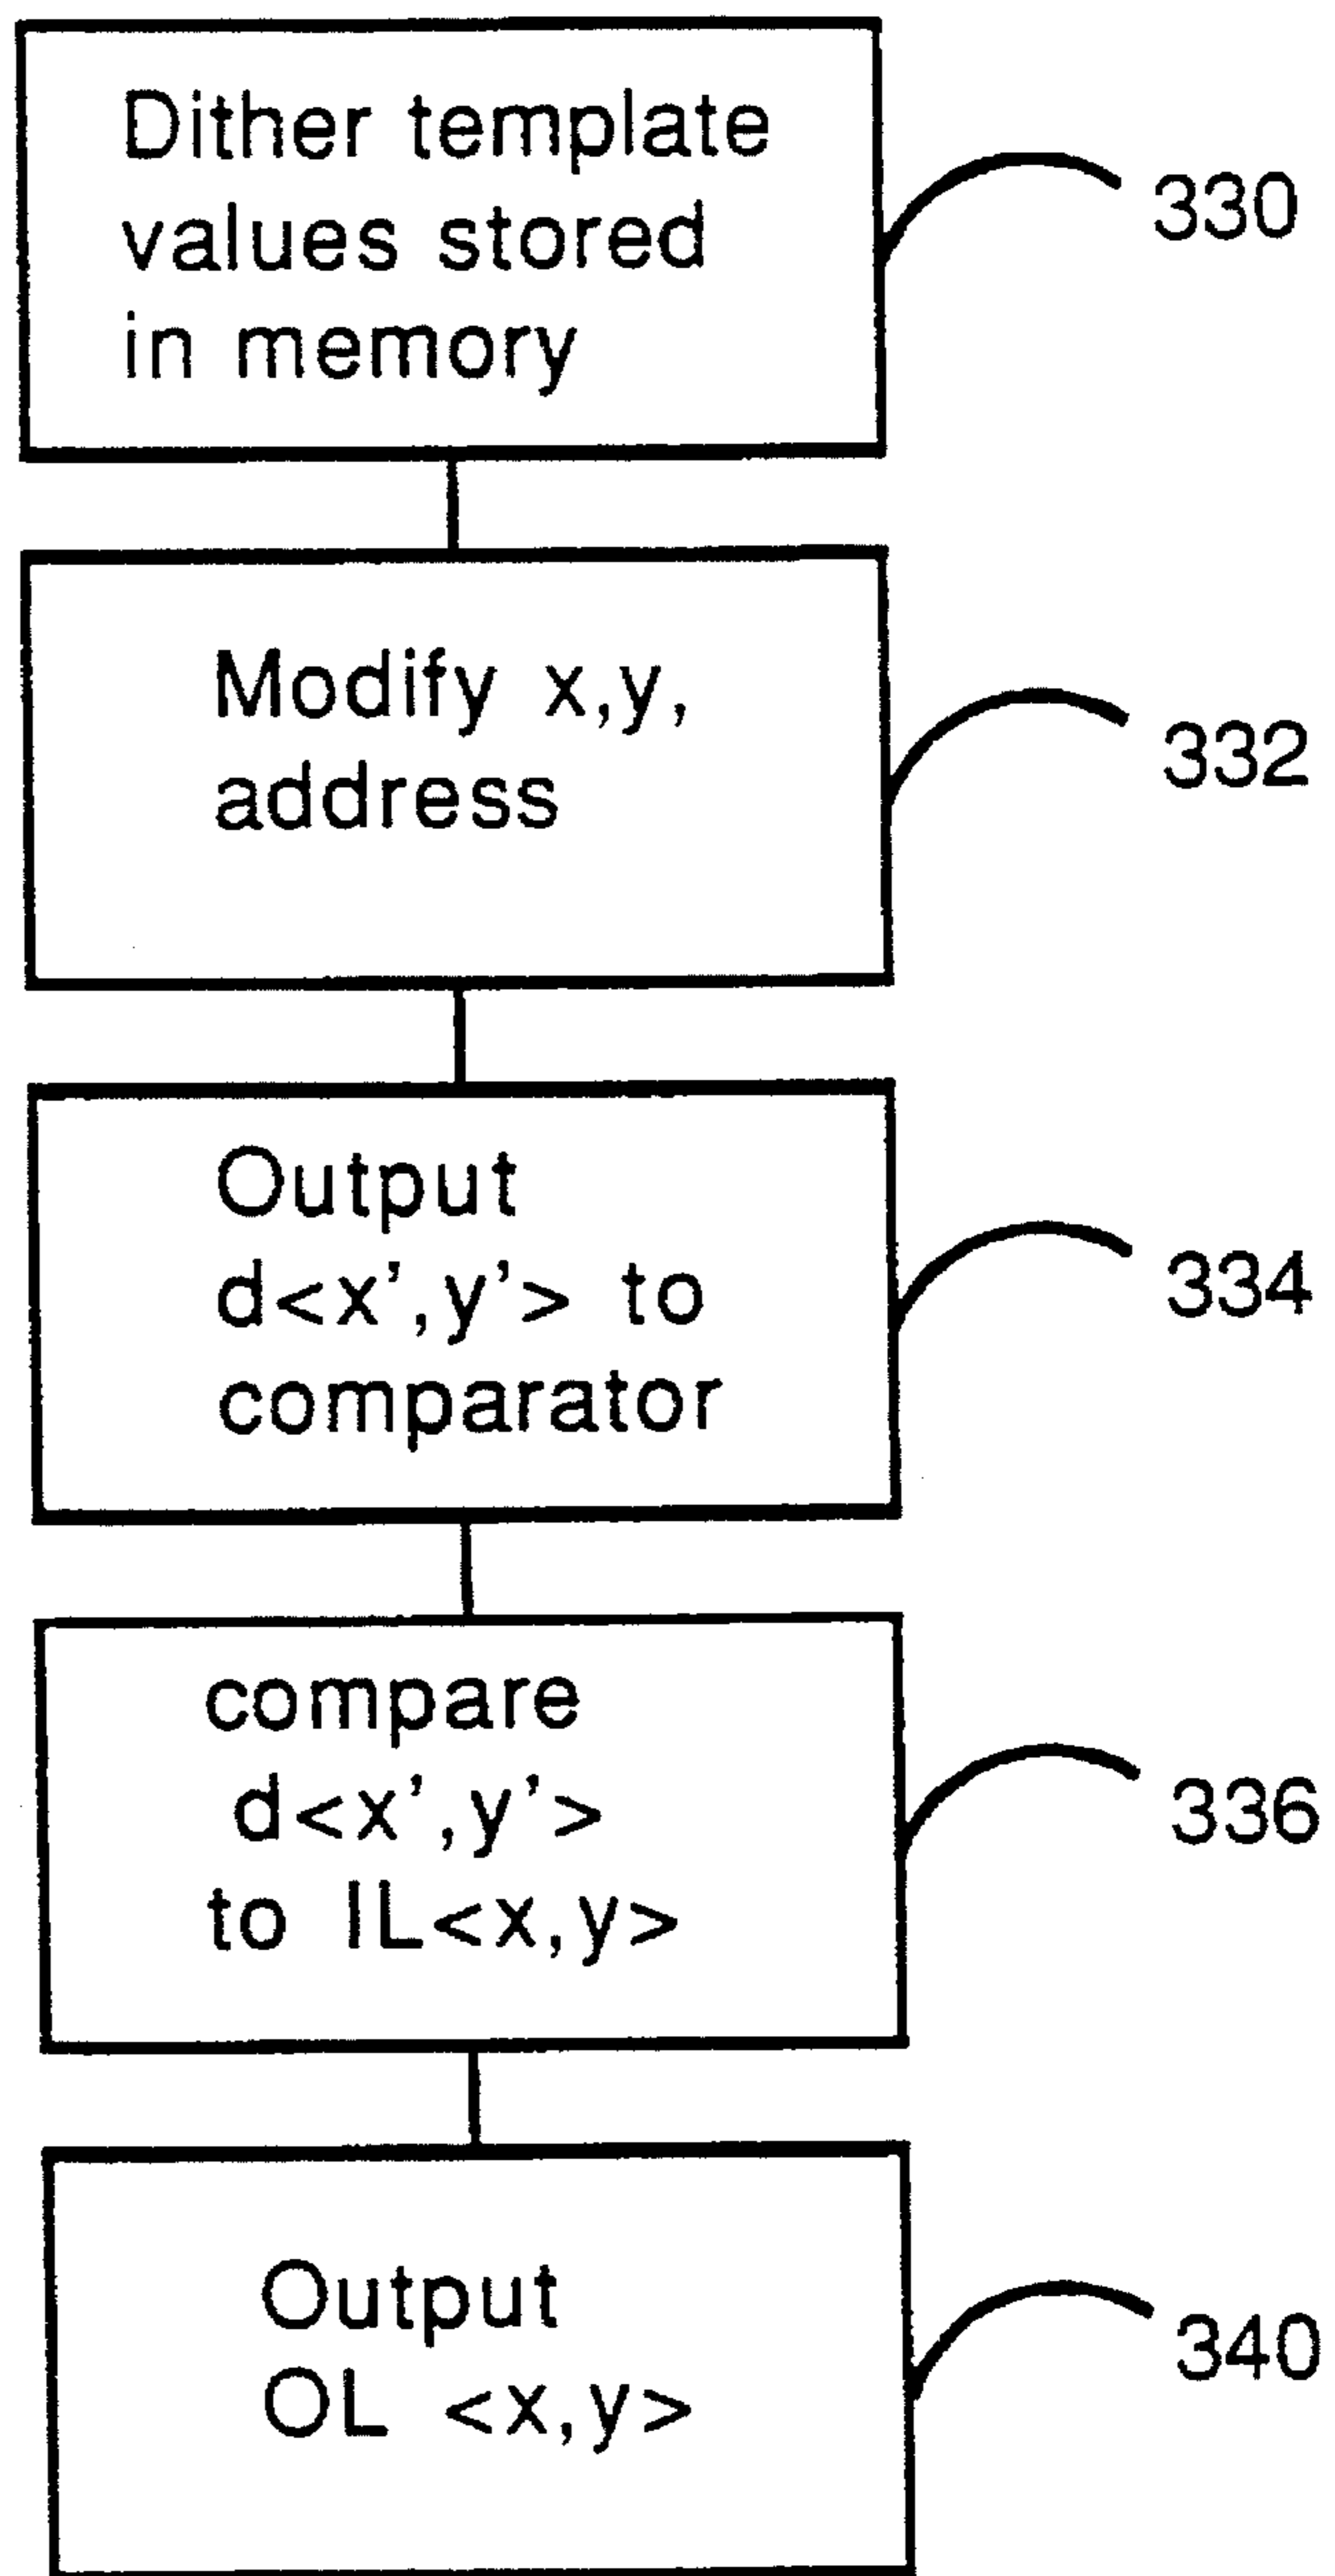 Dither template
values stored
in memory
330
Modify x,y,
address
332
Output
d<x’,y’> to
comparator
334
compare
d<x’,y’>
to IL<x,y>
336
Output
OL <x,y>
340